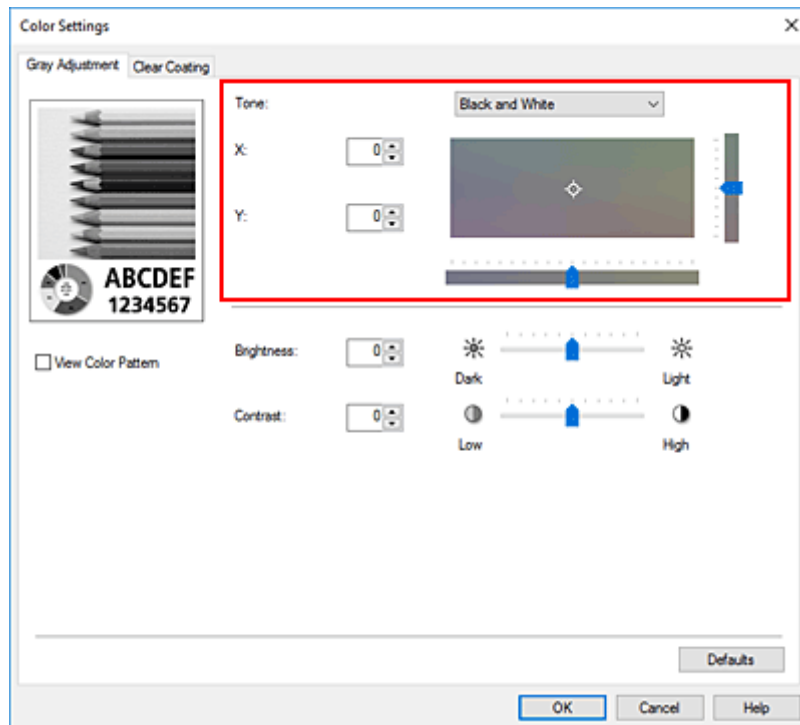 Color Settings
Gray Adjustment Clear Coating
Tone: Black and White
X: 0
Y: 0
ABCDEF
1234567
View Color Pattern
Brightness: 0
Dark Light
Contrast: 0
Low High
Defaults
OK Cancel Help